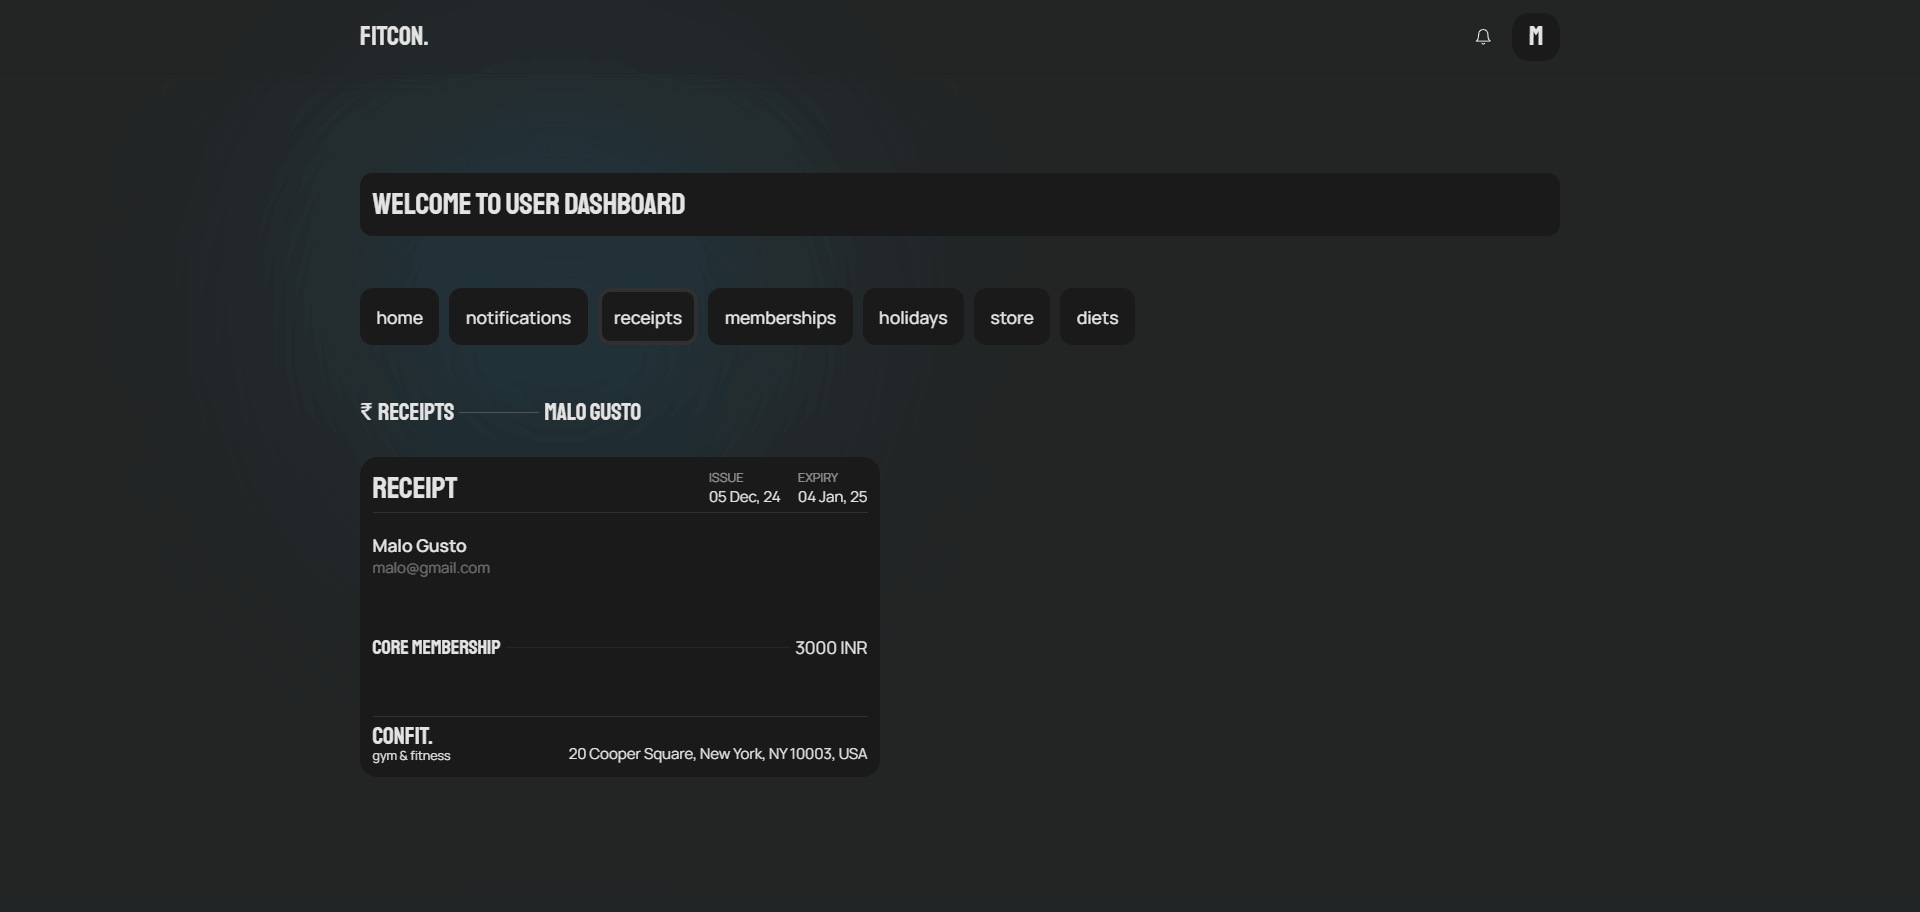 FITCON.
M
WELCOME TO USER DASHBOARD
home notifications receipts memberships holidays store diets
₹ RECEIPTS MALO GUSTO
RECEIPT
ISSUE EXPIRY
05 Dec, 24 04 Jan, 25
Malo Gusto
malo@gmail.com
CORE MEMBERSHIP 3000 INR
CONFIT.
gym & fitness
20 Cooper Square, New York, NY 10003, USA